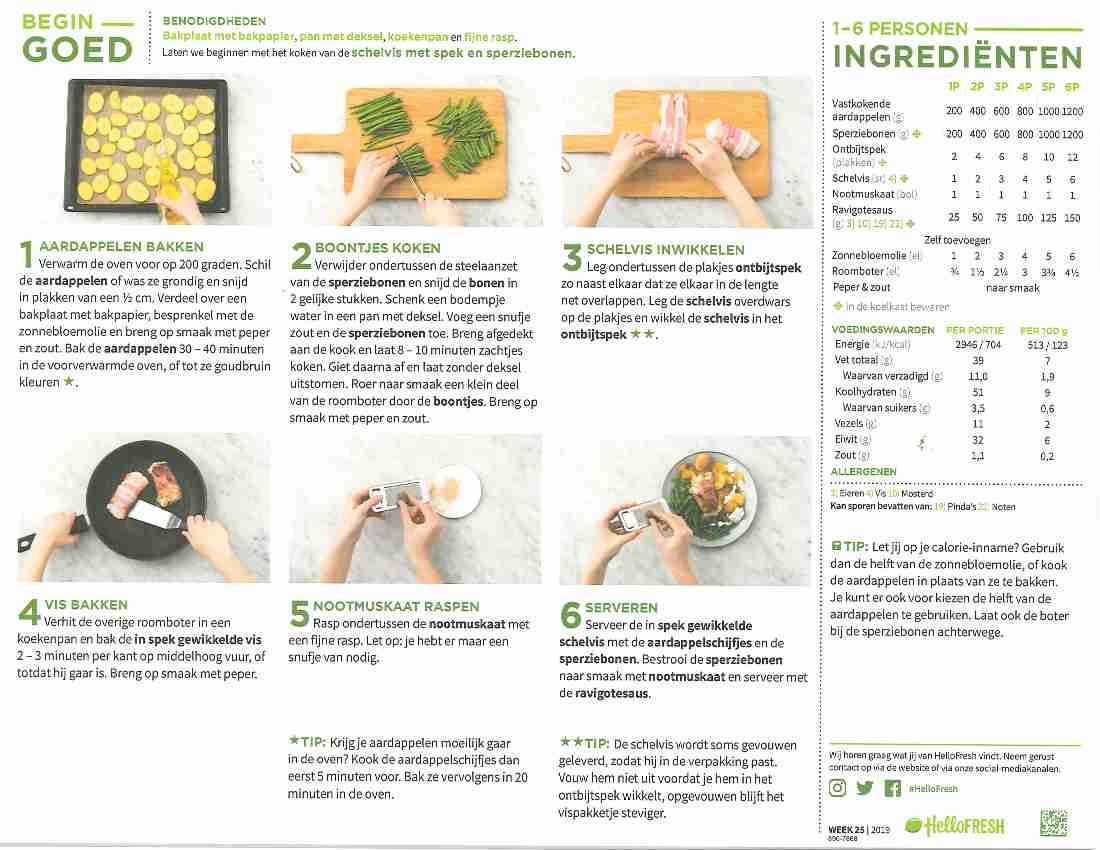 BEGIN
GOED
BENODIGDHEDEN
Bakplaat met bakpapier, pan met deksel, koekenpan en fijne rasp.
Laten we beginnen met het koken van de schelvis met spek en sperziebonen.
1 AARDAPPELEN BAKKEN
Verwarm de oven voor op 200 graden. Schil
de aardappelen of was ze grondig en snijd
in plakken van een ½ cm. Verdeel over een
bakplaat met bakpapier, besprenkel met de
zonnebloemolie en breng op smaak met peper
en zout. Bak de aardappelen 30 – 40 minuten
in de voorverwarmde oven, of tot ze goudbruin
kleuren ★.
2 BOONTJES KOKEN
Verwijder ondertussen de steelaanzet
van de sperziebonen en snijd de bonen in
2 gelijke stukken. Schenk een bodempje
water in een pan met deksel. Voeg een snufje
zout en de sperziebonen toe. Breng afgedekt
aan de kook en laat 8 – 10 minuten zachtjes
koken. Giet daarna af en laat zonder deksel
uitstomen. Roer naar smaak een klein deel
van de roomboter door de boontjes. Breng op
smaak met peper en zout.
3 SCHELVIS INWIKKELEN
Leg ondertussen de plakjes ontbijtspek
zo naast elkaar dat ze elkaar in de lengte
net overlappen. Leg de schelvis overdwars
op de plakjes en wikkel de schelvis in het
ontbijtspek ★★.
4 VIS BAKKEN
Verhit de overige roomboter in een
koekenpan en bak de in spek gewikkelde vis
2 – 3 minuten per kant op middelhoog vuur, of
totdat hij gaar is. Breng op smaak met peper.
5 NOOTMUSKAAT RASPEN
Rasp ondertussen de nootmuskaat met
een fijne rasp. Let op: je hebt er maar een
snufje van nodig.
6 SERVEREN
Serveer de in spek gewikkelde
schelvis met de aardappelschijfjes en de
sperziebonen. Bestrooi de sperziebonen
naar smaak met nootmuskaat en serveer met
de ravigotesaus.
★TIP: Krijg je aardappelen moeilijk gaar
in de oven? Kook de aardappelschijfjes dan
eerst 5 minuten voor. Bak ze vervolgens in 20
minuten in de oven.
★★TIP: De schelvis wordt soms gevouwen
geleverd, zodat hij in de verpakking past.
Vouw hem niet uit voordat je hem in het
ontbijtspek wikkelt, opgevouwen blijft het
vispakketje steviger.
1–6 PERSONEN
INGREDIËNTEN
1P 2P 3P 4P 5P 6P
Vastkokende
aardappelen (g) 200 400 600 800 1000 1200
Sperziebonen (g) 200 400 600 800 1000 1200
Ontbijtspek
(plakken) 2 4 6 8 10 12
Schelvis (st) 4) 1 2 3 4 5 6
Nootmuskaat (bol) 1 1 1 1 1 1
Ravigotesaus
(g) 3) 10) 19) 22) 25 50 75 100 125 150
Zelf toevoegen
Zonnebloemolie (el) 1 2 3 4 5 6
Roomboter (el) ¾ 1½ 2¼ 3 3¾ 4½
Peper & zout naar smaak
in de koelkast bewaren
VOEDINGSWAARDEN PER PORTIE PER 100 g
Energie (kJ/kcal) 2946 / 704 513 / 123
Vet totaal (g) 39 7
Waarvan verzadigd (g) 11,0 1,9
Koolhydraten (g) 51 9
Waarvan suikers (g) 3,5 0,6
Vezels (g) 11 2
Eiwit (g) 32 6
Zout (g) 1,1 0,2
ALLERGENEN
3) Eieren 4) Vis 10) Mosterd
Kan sporen bevatten van: 19) Pinda's 22) Noten
TIP: Let jij op je calorie-inname? Gebruik
dan de helft van de zonnebloemolie, of kook
de aardappelen in plaats van ze te bakken.
Je kunt er ook voor kiezen de helft van de
aardappelen te gebruiken. Laat ook de boter
bij de sperziebonen achterwege.
Wij horen graag wat jij van HelloFresh vindt. Neem gerust
contact op via de website of via onze social-mediakanalen.
#HelloFresh
WEEK 25 | 2019
HelloFRESH